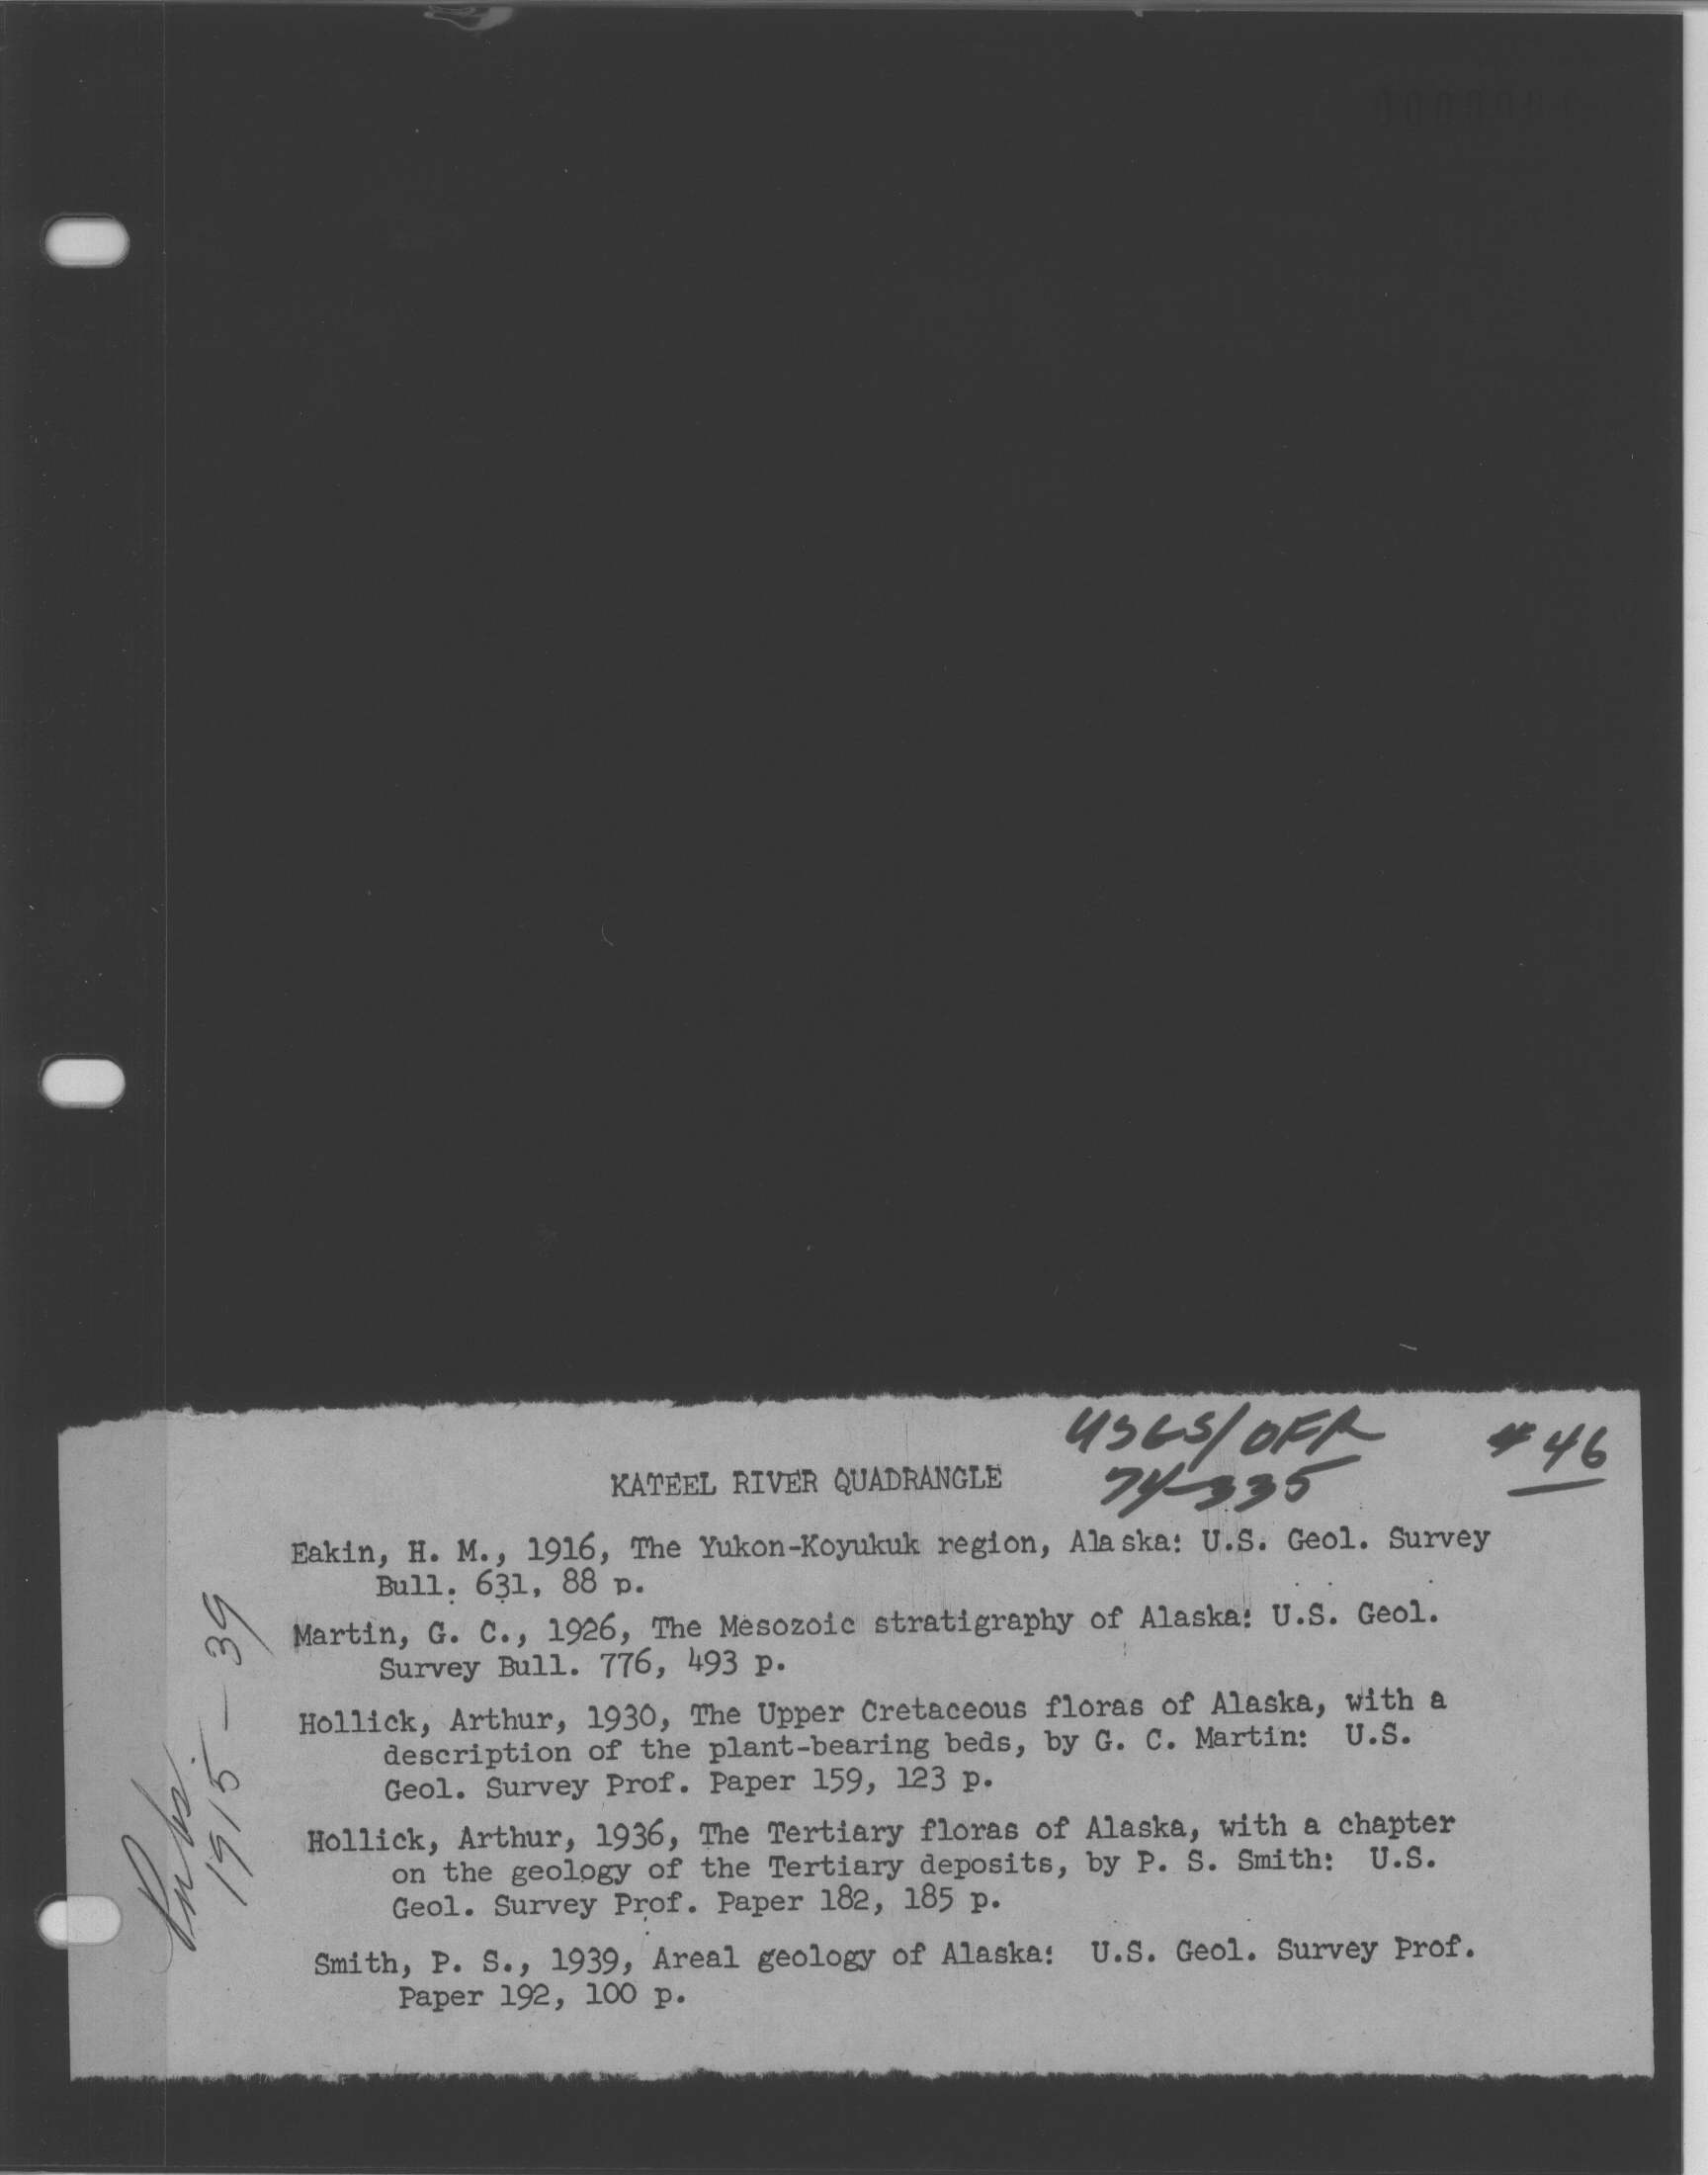 USGS/OFR
74-335
# 46
KATEEL RIVER QUADRANGLE
Eakin, H. M., 1916, The Yukon-Koyukuk region, Alaska: U.S. Geol. Survey
Bull. 631, 88 p.
Martin, G. C., 1926, The Mesozoic stratigraphy of Alaska: U.S. Geol.
Survey Bull. 776, 493 p.
Hollick, Arthur, 1930, The Upper Cretaceous floras of Alaska, with a
description of the plant-bearing beds, by G. C. Martin: U.S.
Geol. Survey Prof. Paper 159, 123 p.
Hollick, Arthur, 1936, The Tertiary floras of Alaska, with a chapter
on the geology of the Tertiary deposits, by P. S. Smith: U.S.
Geol. Survey Prof. Paper 182, 185 p.
Smith, P. S., 1939, Areal geology of Alaska: U.S. Geol. Survey Prof.
Paper 192, 100 p.
1915-39